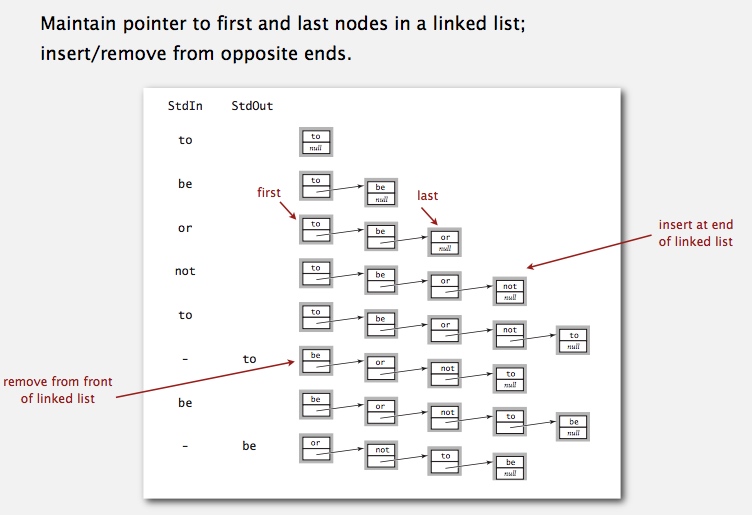 Maintain pointer to first and last nodes in a linked list;
insert/remove from opposite ends.
StdIn StdOut
to
to
null
be
to
be
null
first
last
or
to
be
or
null
insert at end
of linked list
not
to
be
or
not
null
to
to
be
or
not
to
null
- to
be
or
not
to
null
remove from front
of linked list
be
be
or
not
to
be
null
- be
or
not
to
be
null